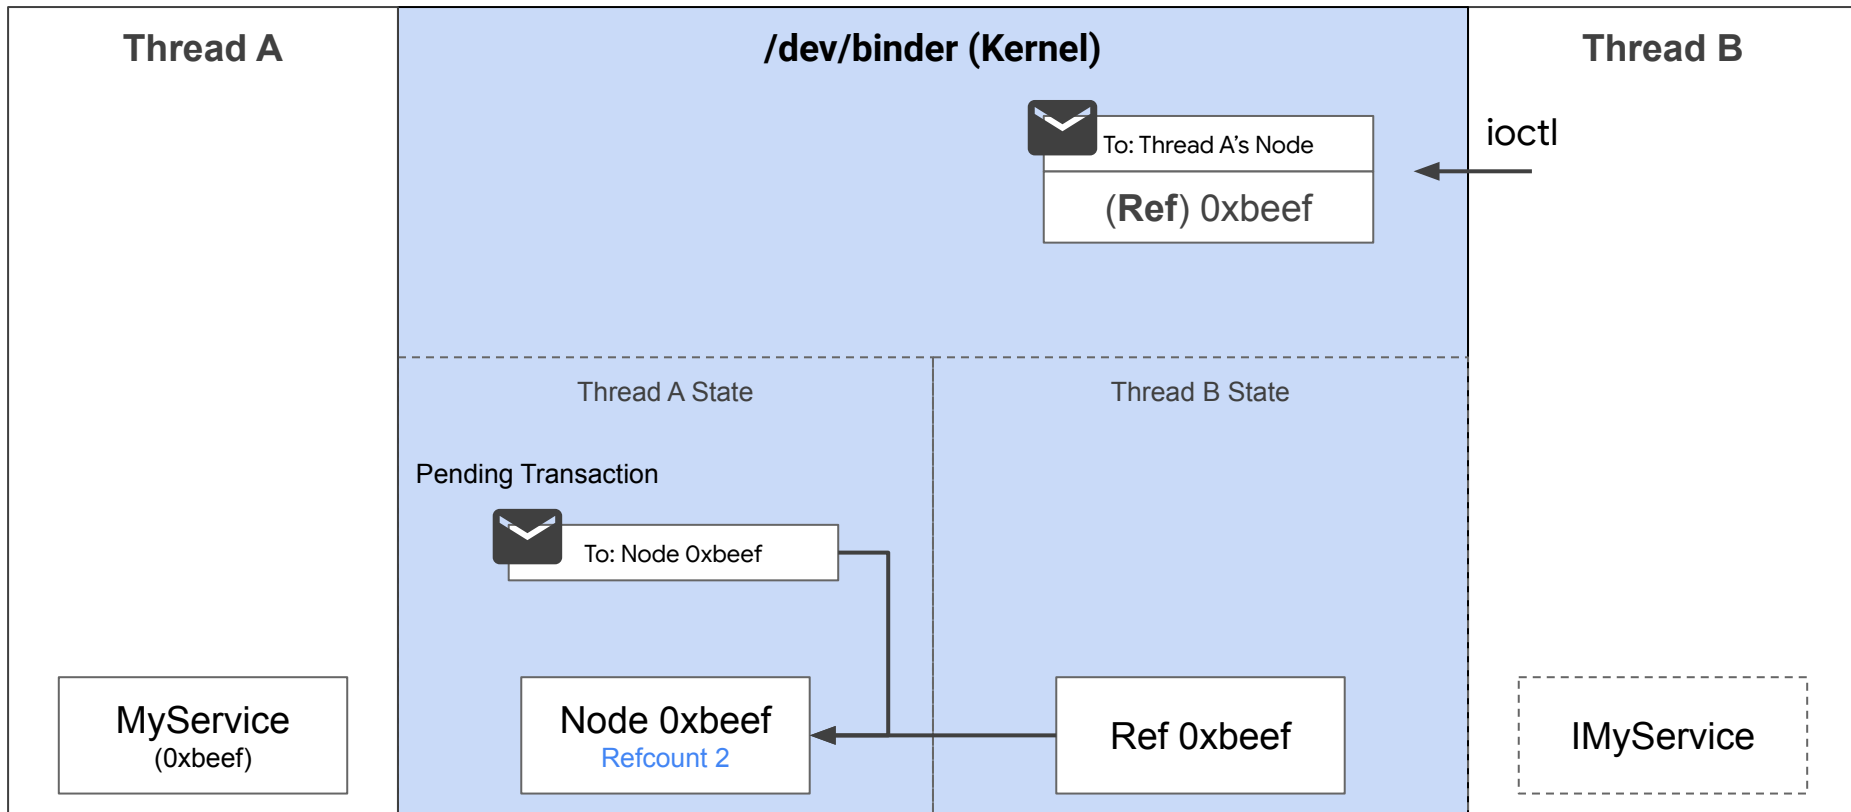 Thread A
/dev/binder (Kernel)
Thread B
To: Thread A’s Node
(Ref) 0xbeef
ioctl
Thread A State
Thread B State
Pending Transaction
To: Node 0xbeef
MyService
(0xbeef)
Node 0xbeef
Refcount 2
Ref 0xbeef
IMyService